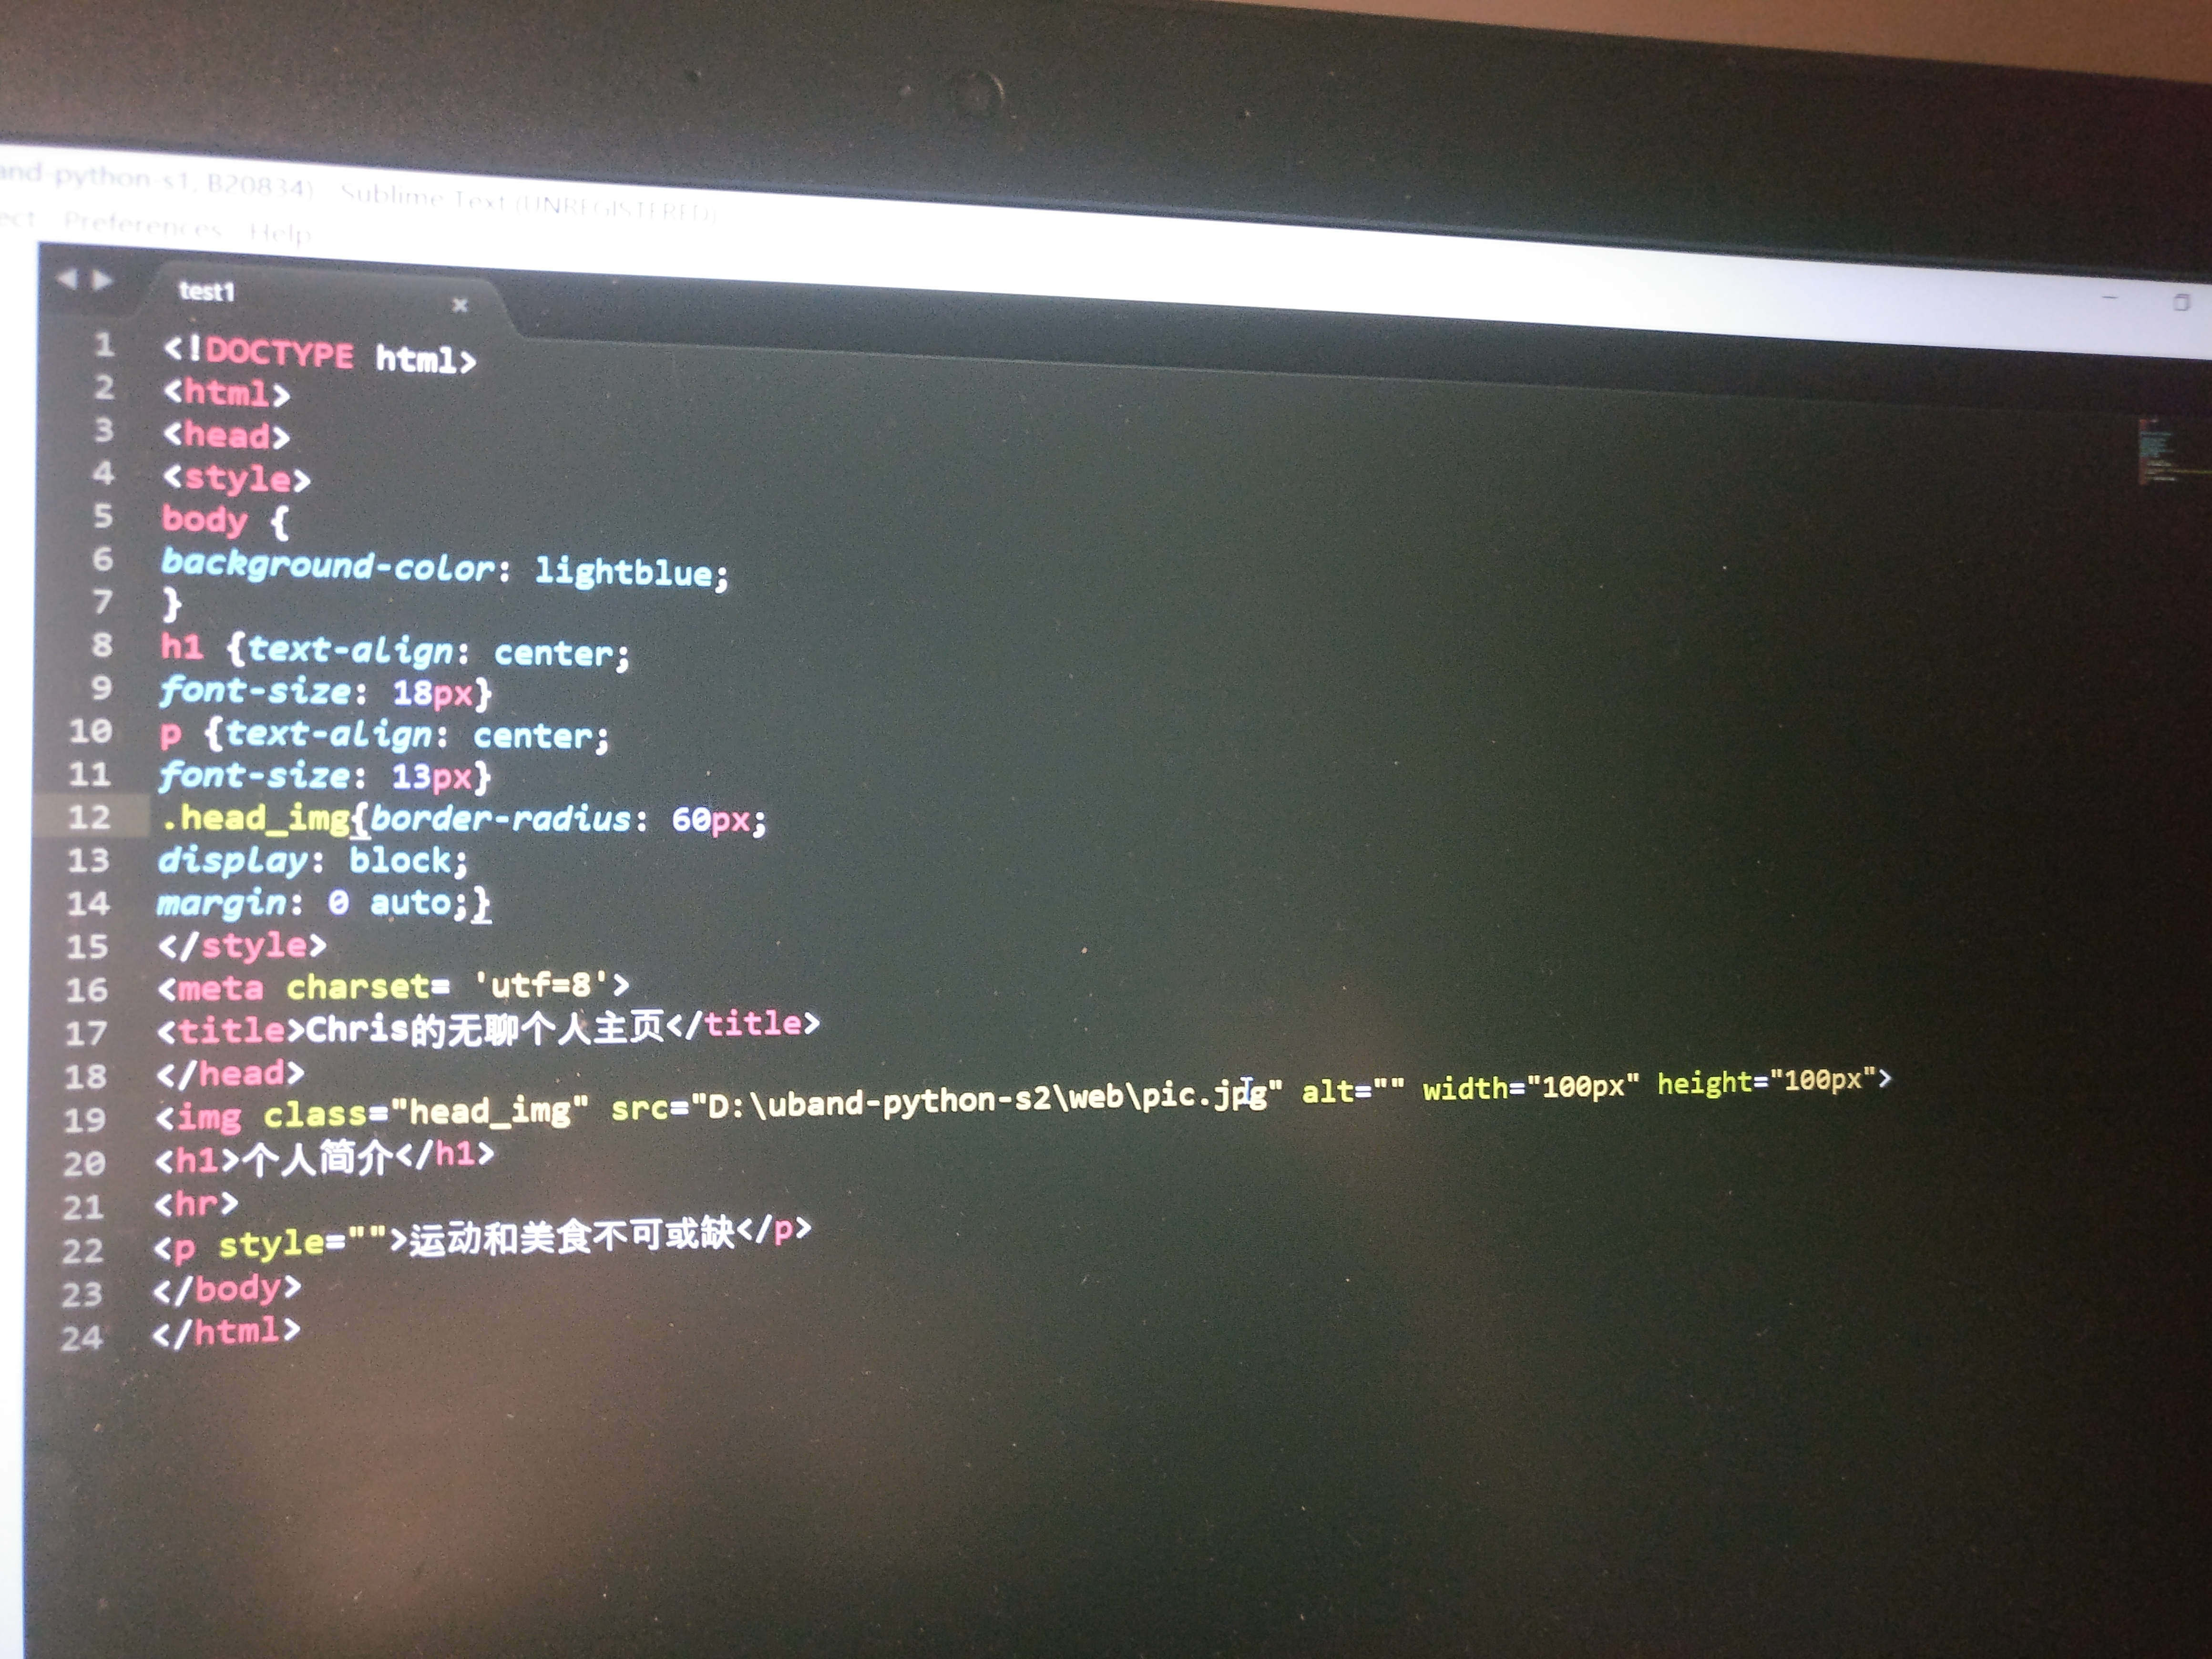 and-python-s1, B20834) - Sublime Text (UNREGISTERED)
ect Preferences Help
test1
1 <!DOCTYPE html>
2 <html>
3 <head>
4 <style>
5 body {
6 background-color: lightblue;
7 }
8 h1 {text-align: center;
9 font-size: 18px}
10 p {text-align: center;
11 font-size: 13px}
12 .head_img{border-radius: 60px;
13 display: block;
14 margin: 0 auto;}
15 </style>
16 <meta charset= 'utf=8'>
17 <title>Chris的无聊个人主页</title>
18 </head>
19 <img class="head_img" src="D:\uband-python-s2\web\pic.jpg" alt="" width="100px" height="100px">
20 <h1>个人简介</h1>
21 <hr>
22 <p style="">运动和美食不可或缺</p>
23 </body>
24 </html>